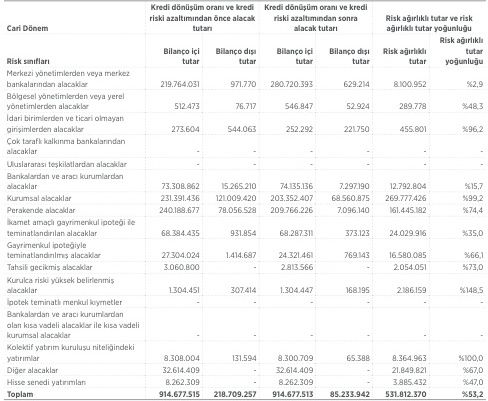 Kredi dönüşüm oranı ve kredi riski azaltımından önce alacak tutarı
Kredi dönüşüm oranı ve kredi riski azaltımından sonra alacak tutarı
Risk ağırlıklı tutar ve risk ağırlıklı tutar yoğunluğu
Cari Dönem
Risk sınıfları Bilanço içi tutar Bilanço dışı tutar Bilanço içi tutar Bilanço dışı tutar Risk ağırlıklı tutar Risk ağırlıklı tutar yoğunluğu
Merkezi yönetimlerden veya merkez
bankalarından alacaklar 219.764.031 971.770 280.720.393 629.214 8.100.952 %2,9
Bölgesel yönetimlerden veya yerel
yönetimlerden alacaklar 512.473 76.717 546.847 52.924 289.778 %48,3
İdari birimlerden ve ticari olmayan
girişimlerden alacaklar 273.604 544.063 252.292 221.750 455.801 %96,2
Çok taraflı kalkınma bankalarından
alacaklar - - - - - -
Uluslararası teşkilatlardan alacaklar - - - - - -
Bankalardan ve aracı kurumlardan
alacaklar 73.308.862 15.265.210 74.135.136 7.297.190 12.792.804 %15,7
Kurumsal alacaklar 231.391.436 121.009.420 203.352.407 68.560.875 269.777.426 %99,2
Perakende alacaklar 240.188.677 78.056.528 209.766.226 7.096.140 161.445.182 %74,4
İkamet amaçlı gayrimenkul ipoteği ile
teminatlandırılan alacaklar 68.384.435 931.854 68.287.311 373.123 24.029.916 %35,0
Gayrimenkul ipoteğiyle
teminatlandırılmış alacaklar 27.304.024 1.414.687 24.321.461 769.143 16.580.085 %66,1
Tahsili gecikmiş alacaklar 3.060.800 - 2.813.566 - 2.054.051 %73,0
Kurulca riski yüksek belirlenmiş
alacaklar 1.304.451 307.414 1.304.447 168.195 2.186.159 %148,5
İpotek teminatlı menkul kıymetler - - - - - -
Bankalardan ve aracı kurumlardan
olan kısa vadeli alacaklar ile kısa vadeli
kurumsal alacaklar - - - - - -
Kolektif yatırım kuruluşu niteliğindeki
yatırımlar 8.308.004 131.594 8.300.709 65.388 8.364.963 %100,0
Diğer alacaklar 32.614.409 - 32.614.409 - 21.849.821 %67,0
Hisse senedi yatırımları 8.262.309 - 8.262.309 - 3.885.432 %47,0
Toplam 914.677.515 218.709.257 914.677.513 85.233.942 531.812.370 %53,2